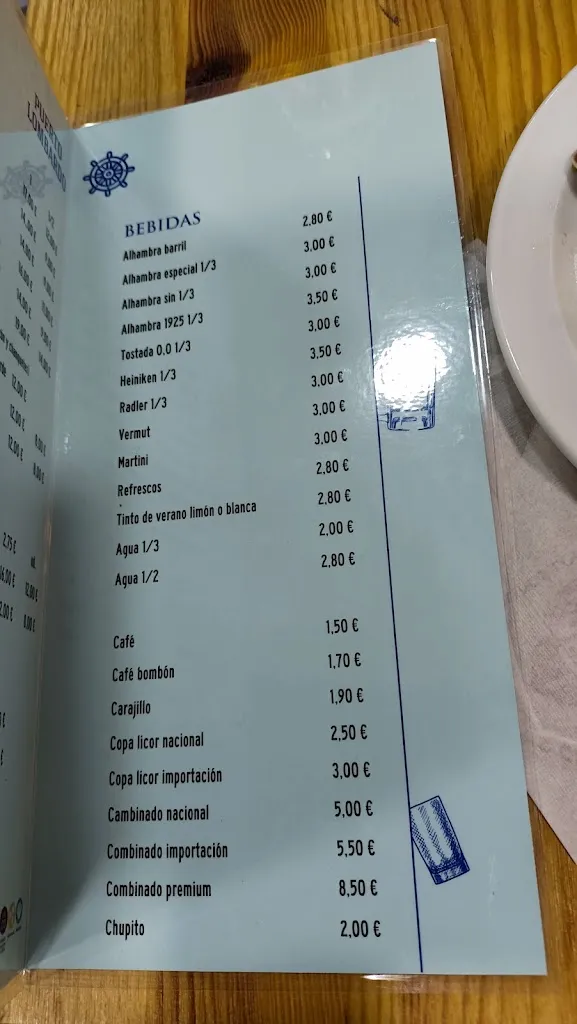 PUERTO
LOMBARDO
BEBIDAS
Alhambra barril 2,80 €
Alhambra especial 1/3 3,00 €
Alhambra sin 1/3 3,00 €
Alhambra 1925 1/3 3,50 €
Tostada 0,0 1/3 3,00 €
Heiniken 1/3 3,50 €
Radler 1/3 3,00 €
Vermut 3,00 €
Martini 3,00 €
Refrescos 2,80 €
Tinto de verano limón o blanca 2,80 €
Agua 1/3 2,00 €
Agua 1/2 2,80 €
Café 1,50 €
Café bombón 1,70 €
Carajillo 1,90 €
Copa licor nacional 2,50 €
Copa licor importación 3,00 €
Cambinado nacional 5,00 €
Combinado importación 5,50 €
Combinado premium 8,50 €
Chupito 2,00 €